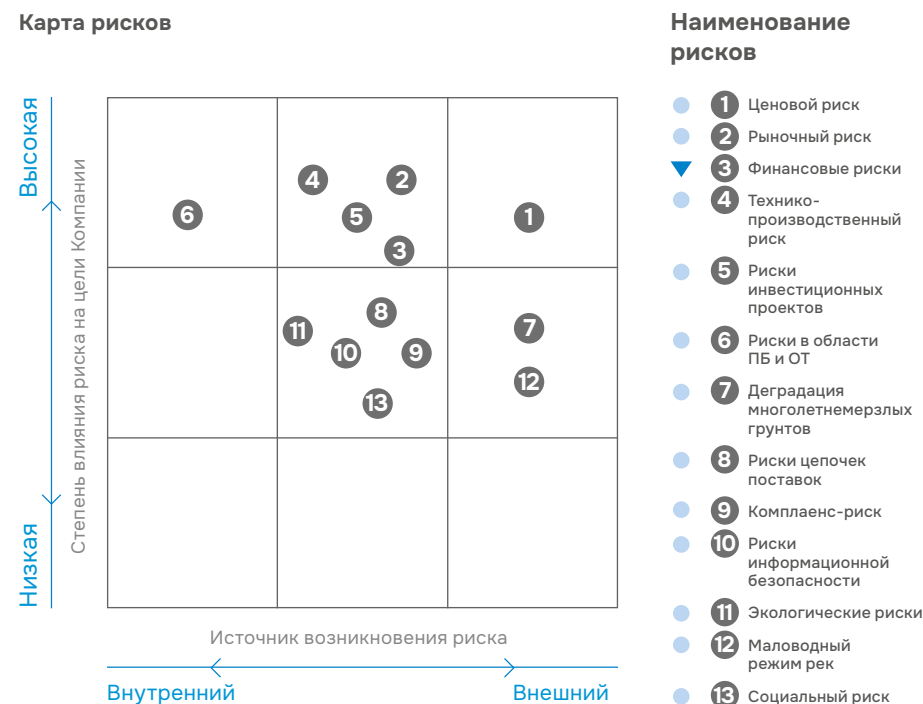 Карта рисков
Высокая
Степень влияния риска на цели Компании
Низкая
4
2
6
5
1
3
8
11
7
10
9
12
13
Источник возникновения риска
Внутренний
Внешний
Наименование
рисков
1 Ценовой риск
2 Рыночный риск
3 Финансовые риски
4 Технико-
производственный
риск
5 Риски
инвестиционных
проектов
6 Риски в области
ПБ и ОТ
7 Деградация
многолетнемерзлых
грунтов
8 Риски цепочек
поставок
9 Комплаенс-риск
10 Риски
информационной
безопасности
11 Экологические риски
12 Маловодный
режим рек
13 Социальный риск